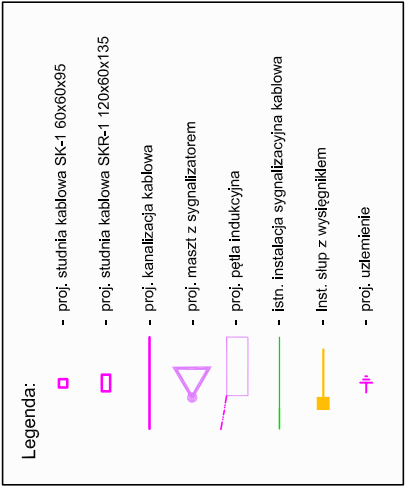 Legenda:
- proj. studnia kablowa SK-1 60x60x95
- proj. studnia kablowa SKR-1 120x60x135
- proj. kanalizacja kablowa
- proj. maszt z sygnalizatorem
- proj. pętla indukcyjna
- istn. instalacja sygnalizacyjna kablowa
- Inst. słup z wysięgnikiem
- proj. uziemienie